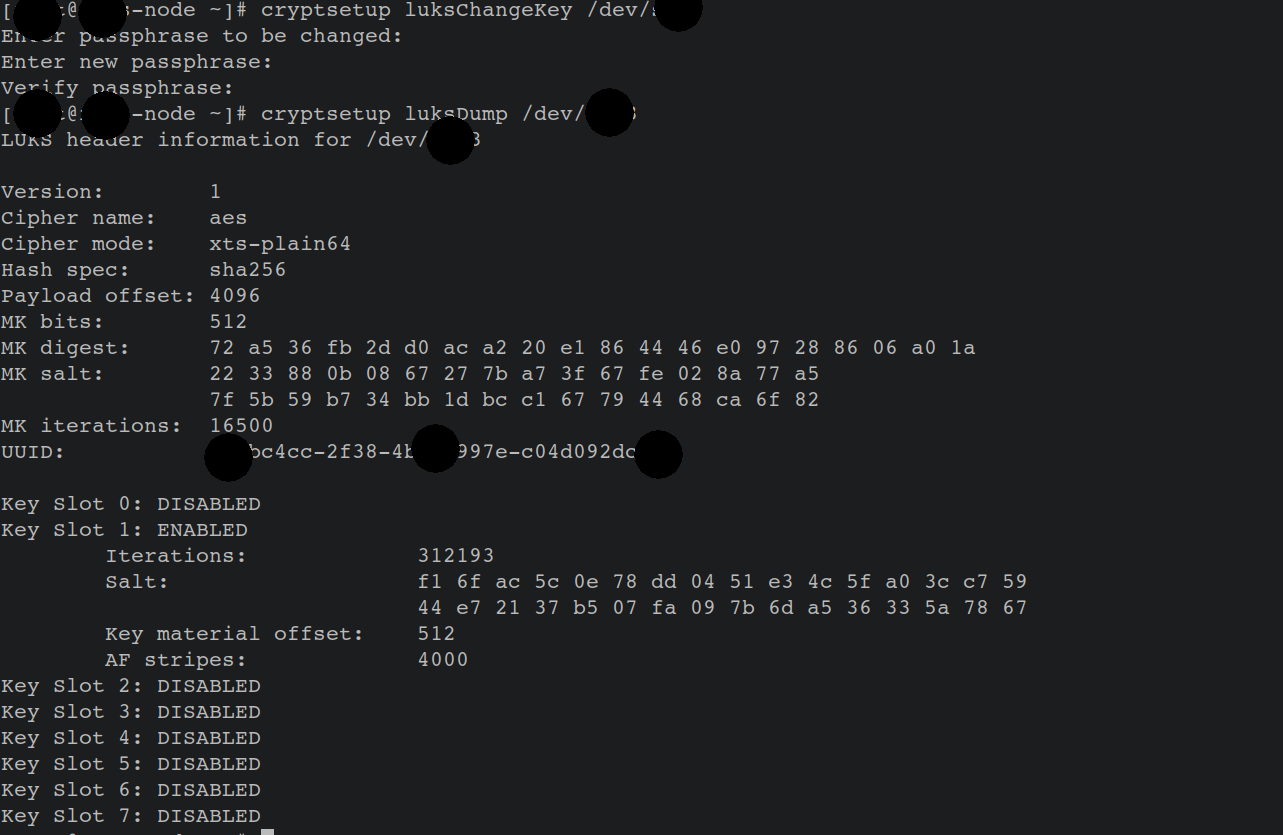 -node ~]# cryptsetup luksChangeKey /dev/
Enter passphrase to be changed:
Enter new passphrase:
Verify passphrase:
-node ~]# cryptsetup luksDump /dev/
LUKS header information for /dev/

Version: 1
Cipher name: aes
Cipher mode: xts-plain64
Hash spec: sha256
Payload offset: 4096
MK bits: 512
MK digest: 72 a5 36 fb 2d d0 ac a2 20 e1 86 44 46 e0 97 28 86 06 a0 1a
MK salt: 22 33 88 0b 08 67 27 7b a7 3f 67 fe 02 8a 77 a5
7f 5b 59 b7 34 bb 1d bc c1 67 79 44 68 ca 6f 82
MK iterations: 16500
UUID: bc4cc-2f38-4b 997e-c04d092dc

Key Slot 0: DISABLED
Key Slot 1: ENABLED
Iterations: 312193
Salt: f1 6f ac 5c 0e 78 dd 04 51 e3 4c 5f a0 3c c7 59
44 e7 21 37 b5 07 fa 09 7b 6d a5 36 33 5a 78 67
Key material offset: 512
AF stripes: 4000
Key Slot 2: DISABLED
Key Slot 3: DISABLED
Key Slot 4: DISABLED
Key Slot 5: DISABLED
Key Slot 6: DISABLED
Key Slot 7: DISABLED